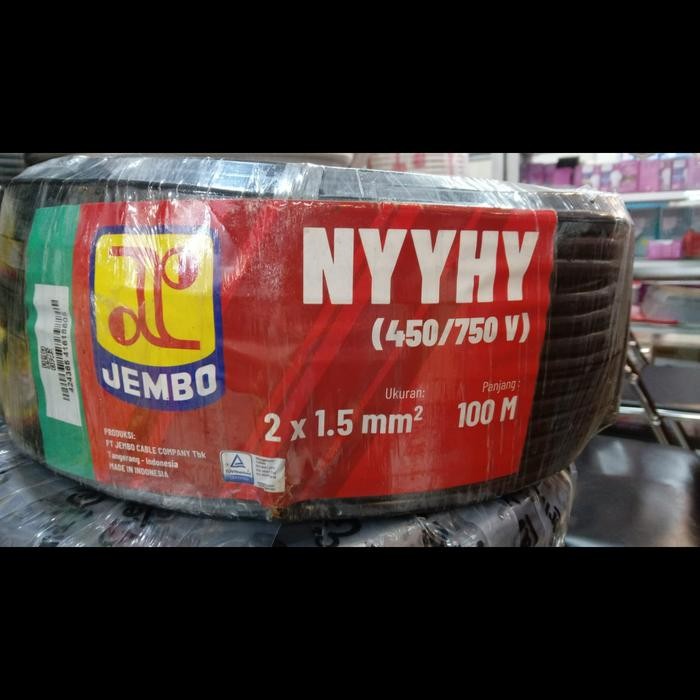 NYYHY
(450/750 V)
JEMBO
Ukuran:
2 x 1.5 mm²
Panjang :
100 M
PRODUKSI:
PT JEMBO CABLE COMPANY Tbk
Tangerang - Indonesia
MADE IN INDONESIA